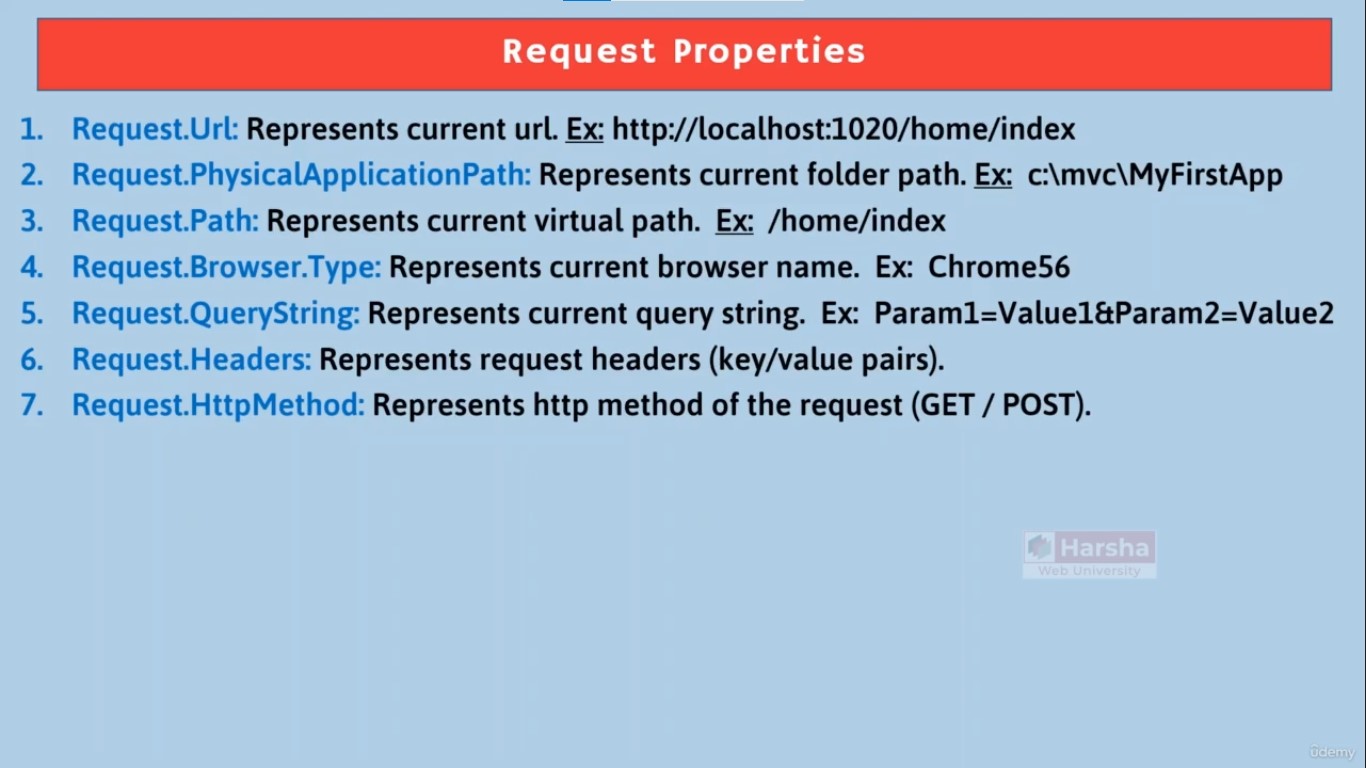 Request Properties
1. Request.Url: Represents current url. Ex: http://localhost:1020/home/index
2. Request.PhysicalApplicationPath: Represents current folder path. Ex: c:\mvc\MyFirstApp
3. Request.Path: Represents current virtual path. Ex: /home/index
4. Request.Browser.Type: Represents current browser name. Ex: Chrome56
5. Request.QueryString: Represents current query string. Ex: Param1=Value1&Param2=Value2
6. Request.Headers: Represents request headers (key/value pairs).
7. Request.HttpMethod: Represents http method of the request (GET / POST).
Harsha
Web University
ûdemy